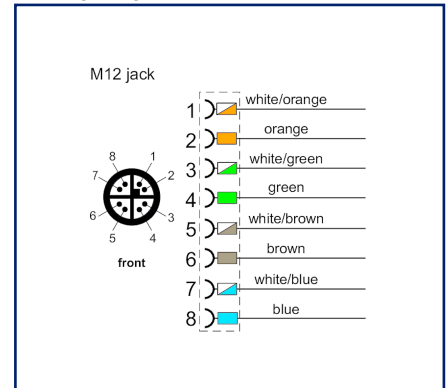 M12 jack
8 1
7 2
6 3
5 4
front
1 white/orange
2 orange
3 white/green
4 green
5 white/brown
6 brown
7 white/blue
8 blue